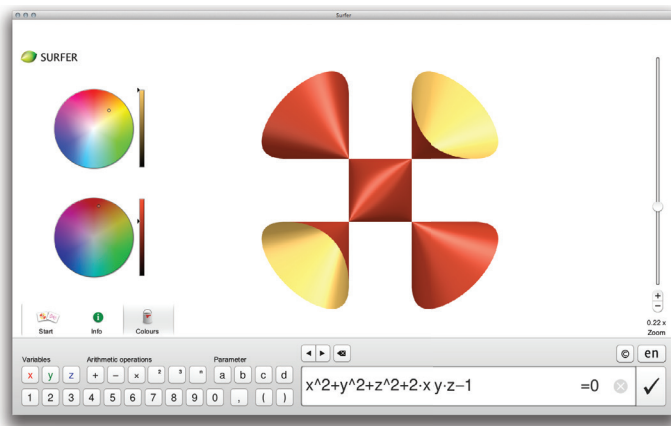 Surfer
SURFER
Start
Info
Colours
+
−
0.22 x
Zoom
Variables
Arithmetic operations
Parameter
x y z + − × ² ³ ⁿ a b c d
1 2 3 4 5 6 7 8 9 0 , ( )
© en
x^2+y^2+z^2+2·x y·z−1 =0